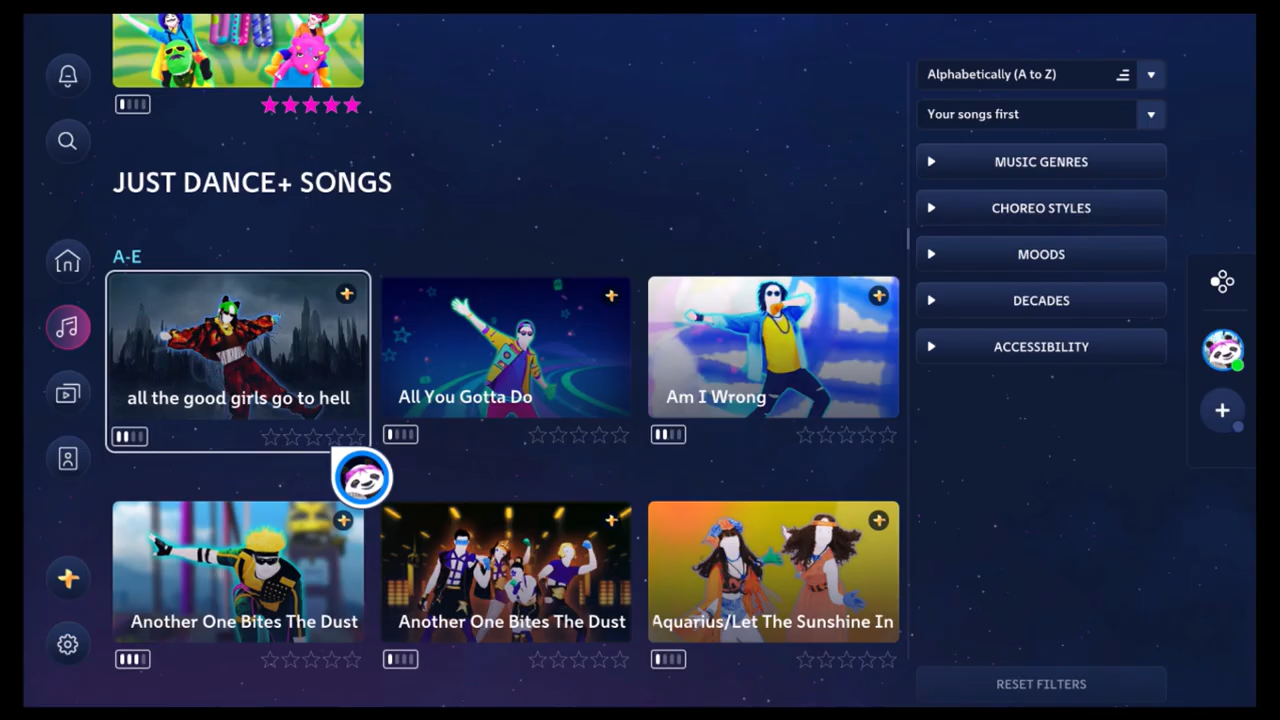 JUST DANCE+ SONGS
A-E
all the good girls go to hell
All You Gotta Do
Am I Wrong
Another One Bites The Dust
Another One Bites The Dust
Aquarius/Let The Sunshine In
Alphabetically (A to Z)
Your songs first
MUSIC GENRES
CHOREO STYLES
MOODS
DECADES
ACCESSIBILITY
RESET FILTERS